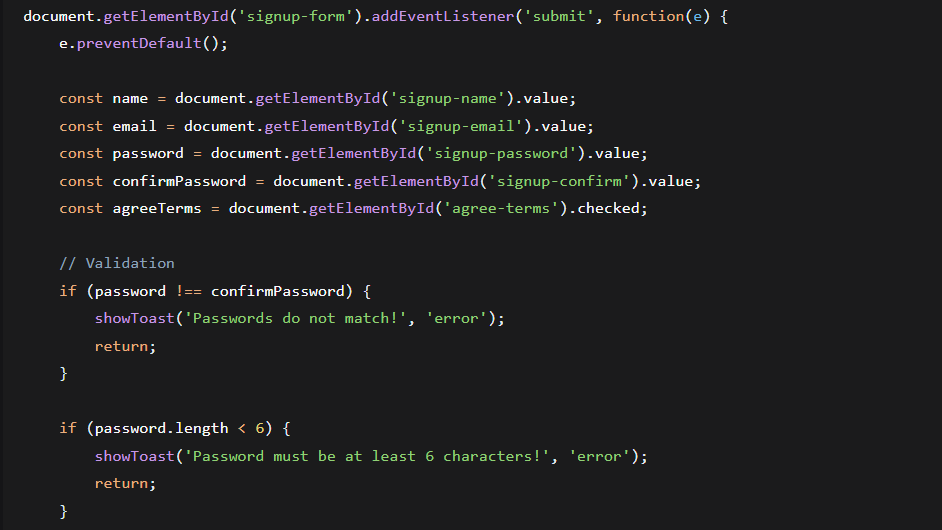 document.getElementById('signup-form').addEventListener('submit', function(e) {
    e.preventDefault();

    const name = document.getElementById('signup-name').value;
    const email = document.getElementById('signup-email').value;
    const password = document.getElementById('signup-password').value;
    const confirmPassword = document.getElementById('signup-confirm').value;
    const agreeTerms = document.getElementById('agree-terms').checked;

    // Validation
    if (password !== confirmPassword) {
        showToast('Passwords do not match!', 'error');
        return;
    }

    if (password.length < 6) {
        showToast('Password must be at least 6 characters!', 'error');
        return;
    }